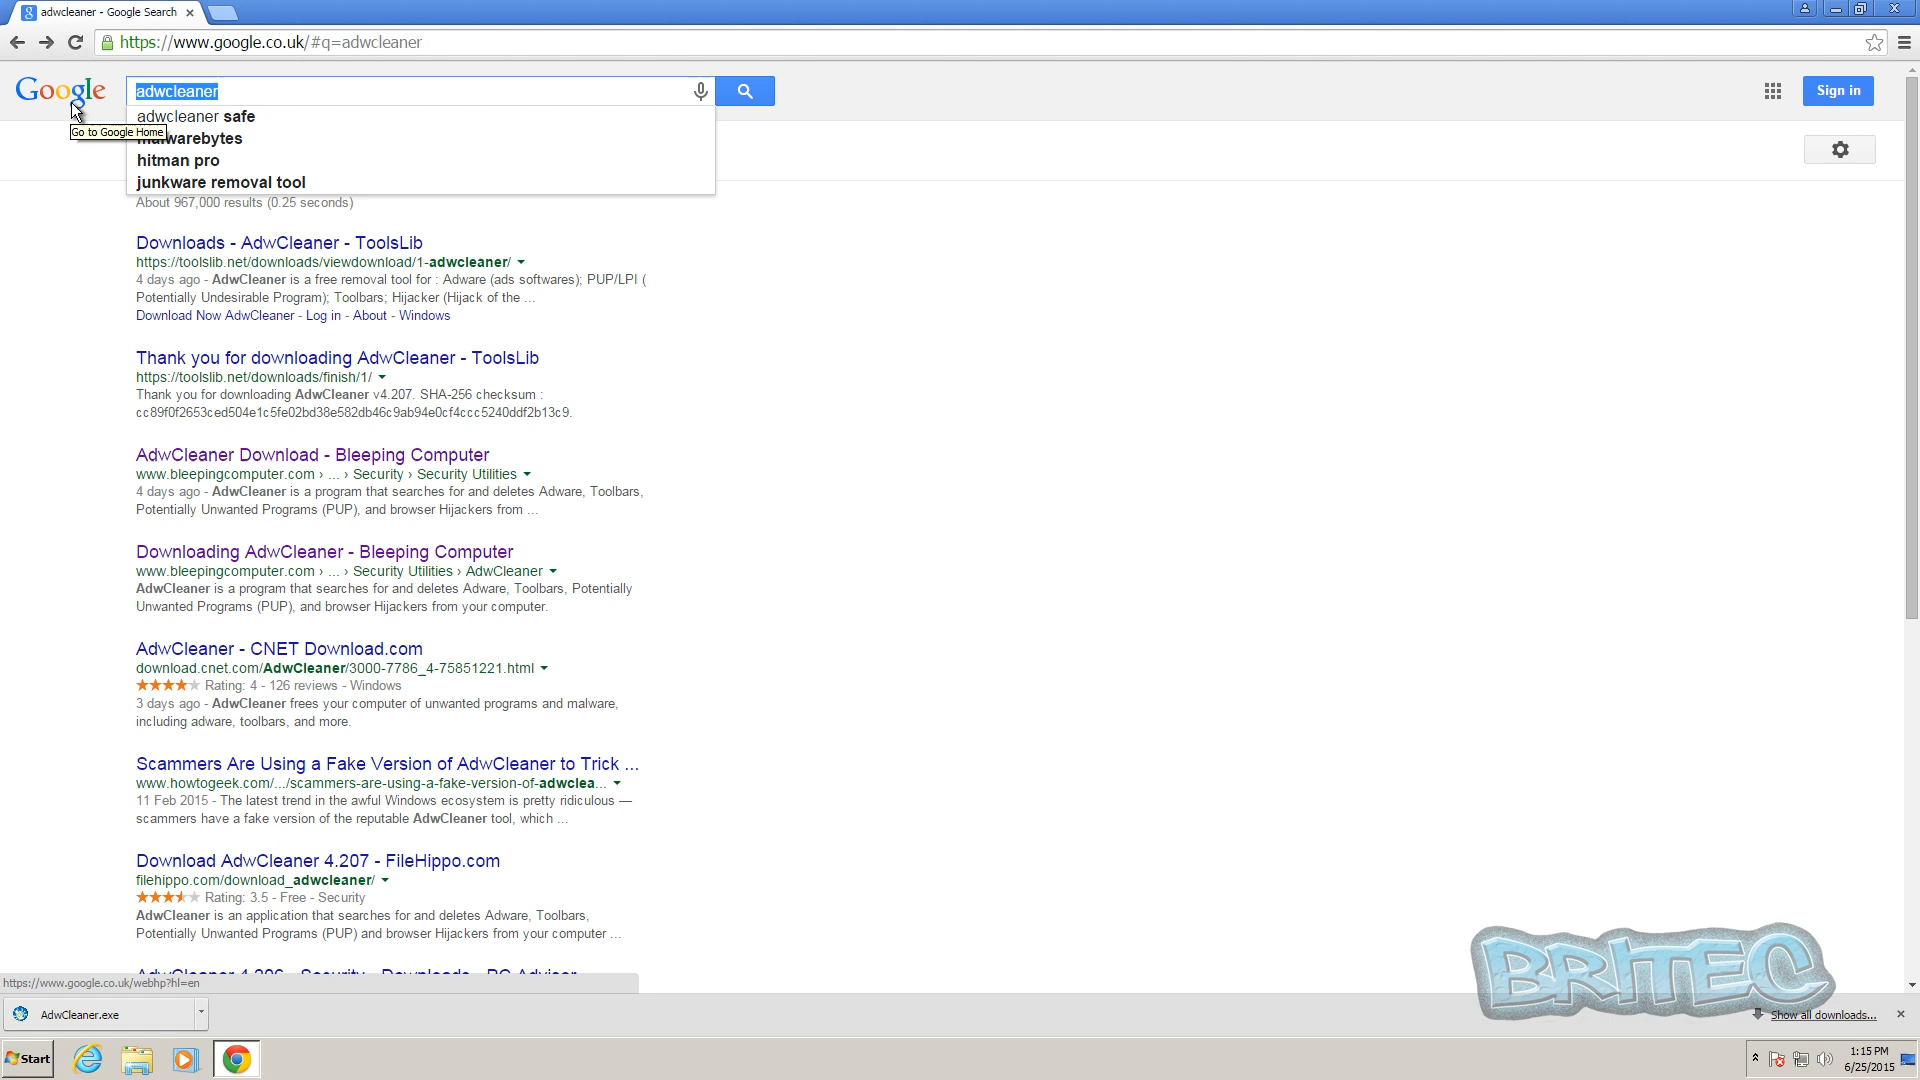 adwcleaner - Google Search
https://www.google.co.uk/#q=adwcleaner
Google
adwcleaner
Sign in
adwcleaner safe
Go to Google Home
malwarebytes
hitman pro
junkware removal tool
About 967,000 results (0.25 seconds)
Downloads - AdwCleaner - ToolsLib
https://toolslib.net/downloads/viewdownload/1-adwcleaner/
4 days ago - AdwCleaner is a free removal tool for : Adware (ads softwares); PUP/LPI (
Potentially Undesirable Program); Toolbars; Hijacker (Hijack of the ...
Download Now AdwCleaner - Log in - About - Windows
Thank you for downloading AdwCleaner - ToolsLib
https://toolslib.net/downloads/finish/1/
Thank you for downloading AdwCleaner v4.207. SHA-256 checksum :
cc89f0f2653ced504e1c5fe02bd38e582db46c9ab94e0cf4ccc5240ddf2b13c9.
AdwCleaner Download - Bleeping Computer
www.bleepingcomputer.com › ... › Security › Security Utilities
4 days ago - AdwCleaner is a program that searches for and deletes Adware, Toolbars,
Potentially Unwanted Programs (PUP), and browser Hijackers from ...
Downloading AdwCleaner - Bleeping Computer
www.bleepingcomputer.com › ... › Security Utilities › AdwCleaner
AdwCleaner is a program that searches for and deletes Adware, Toolbars, Potentially
Unwanted Programs (PUP), and browser Hijackers from your computer.
AdwCleaner - CNET Download.com
download.cnet.com/AdwCleaner/3000-7786_4-75851221.html
Rating: 4 - 126 reviews - Windows
3 days ago - AdwCleaner frees your computer of unwanted programs and malware,
including adware, toolbars, and more.
Scammers Are Using a Fake Version of AdwCleaner to Trick ...
www.howtogeek.com/.../scammers-are-using-a-fake-version-of-adwclea...
11 Feb 2015 - The latest trend in the awful Windows ecosystem is pretty ridiculous —
scammers have a fake version of the reputable AdwCleaner tool, which ...
Download AdwCleaner 4.207 - FileHippo.com
filehippo.com/download_adwcleaner/
Rating: 3.5 - Free - Security
AdwCleaner is an application that searches for and deletes Adware, Toolbars,
Potentially Unwanted Programs (PUP) and browser Hijackers from your computer ...
AdwCleaner 4.206 - Security - Downloads - PC Advisor
https://www.google.co.uk/webhp?hl=en
BRITEC
AdwCleaner.exe
Show all downloads...
Start
1:15 PM
6/25/2015